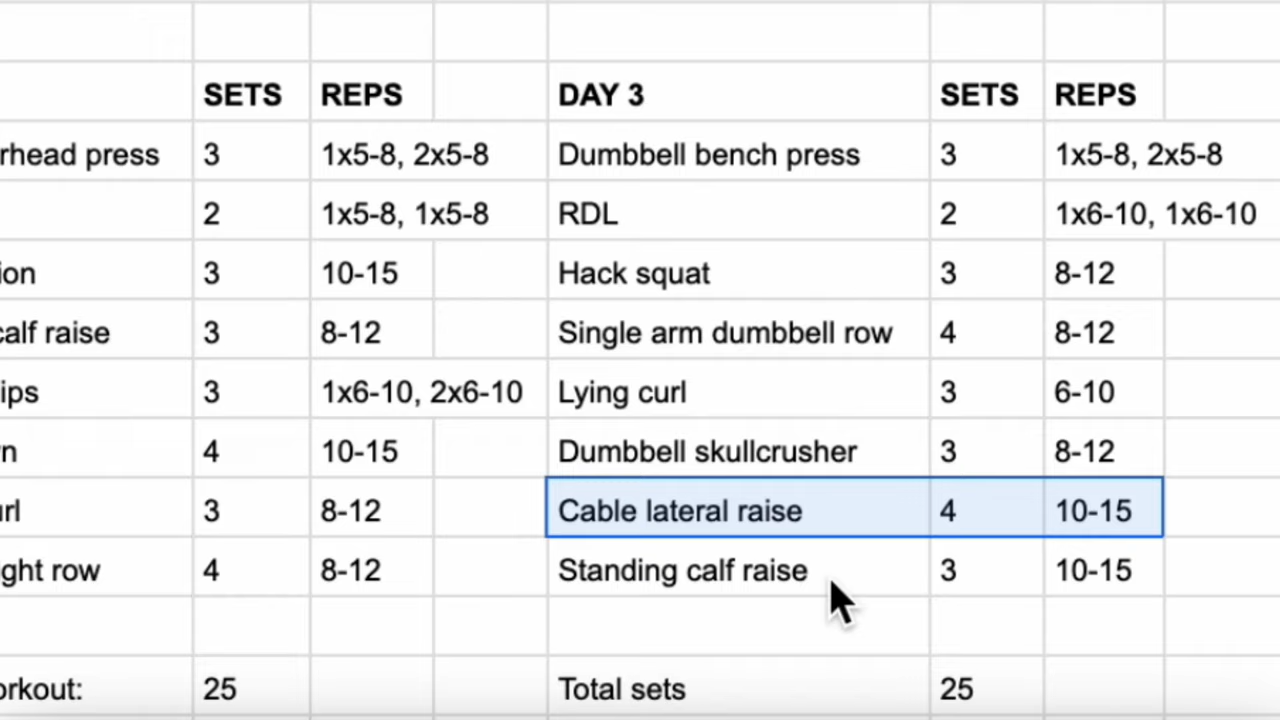 SETS REPS DAY 3 SETS REPS
rhead press 3 1x5-8, 2x5-8 Dumbbell bench press 3 1x5-8, 2x5-8
2 1x5-8, 1x5-8 RDL 2 1x6-10, 1x6-10
ion 3 10-15 Hack squat 3 8-12
calf raise 3 8-12 Single arm dumbbell row 4 8-12
ips 3 1x6-10, 2x6-10 Lying curl 3 6-10
n 4 10-15 Dumbbell skullcrusher 3 8-12
url 3 8-12 Cable lateral raise 4 10-15
ght row 4 8-12 Standing calf raise 3 10-15
orkout: 25 Total sets 25